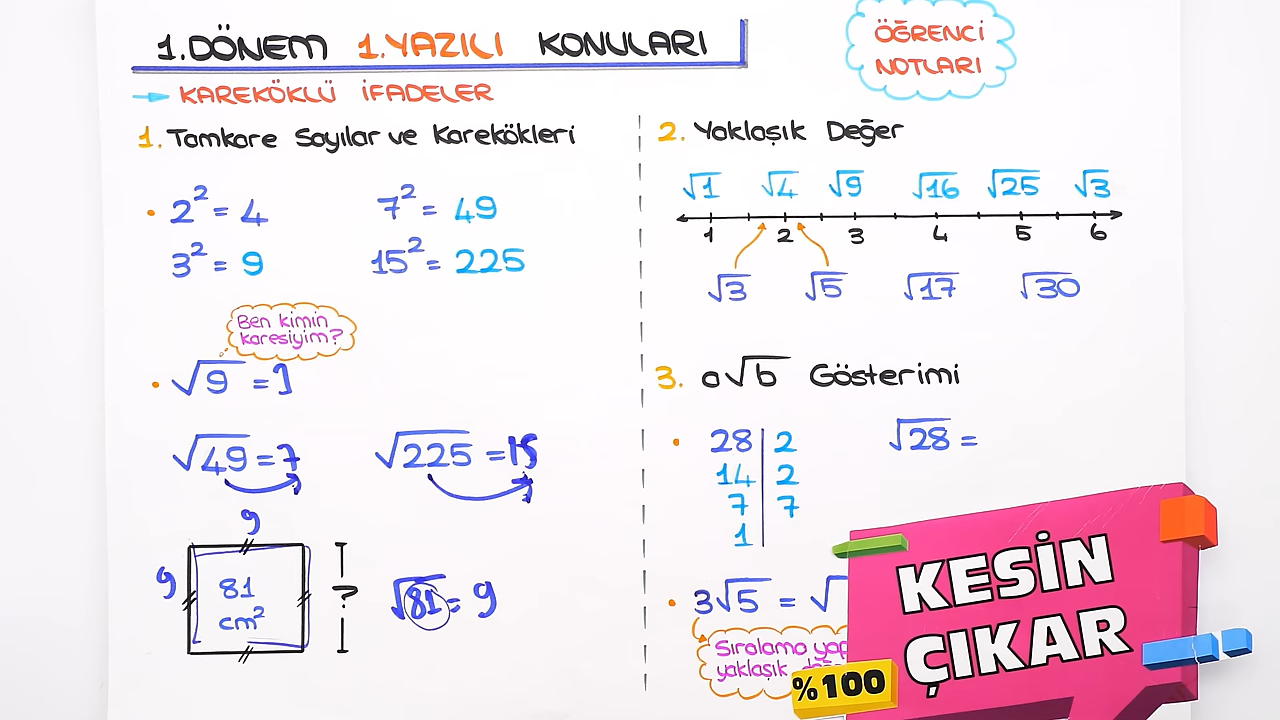 1.DÖNEM 1.YAZILI KONULARI
ÖĞRENCİ
NOTLARI
→ KAREKÖKLÜ İFADELER
1. Tamkare Sayılar ve Karekökleri
• 2² = 4
7² = 49
3² = 9
15² = 225
Ben kimin
karesiyim?
• √9 = 3
√49 = 7
√225 = 15
9
9
81
cm²
?
√81 = 9
2. Yaklaşık Değer
√1 √4 √9 √16 √25 √3
1 2 3 4 5 6
√3 √5 √17 √30
3. a√b Gösterimi
• 28 | 2
14 | 2
7 | 7
1
√28 =
• 3√5 = √
Sıralama yap
yaklaşık
KESİN
ÇIKAR
%100